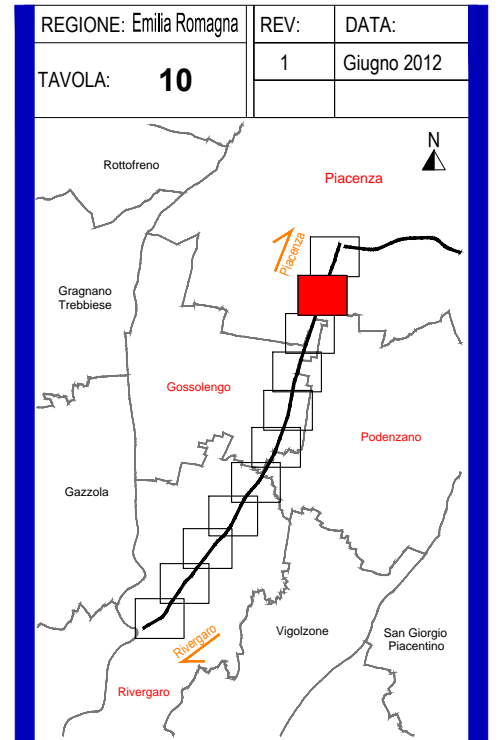 REGIONE: Emilia Romagna
REV:
DATA:
TAVOLA: 10
1
Giugno 2012
N
Rottofreno
Piacenza
Piacenza
Gragnano
Trebbiese
Gossolengo
Podenzano
Gazzola
Rivergaro
Vigolzone
San Giorgio
Piacentino
Rivergaro